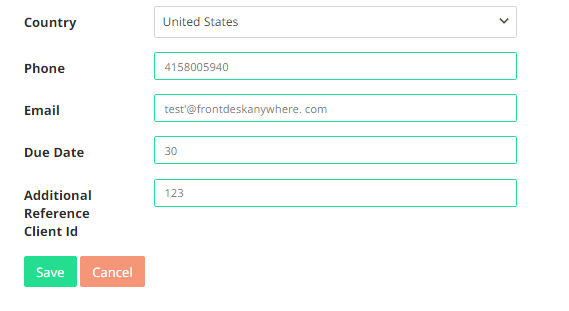 Country United States
Phone 4158005940
Email test'@frontdeskanywhere. com
Due Date 30
Additional 123
Reference
Client Id
Save Cancel